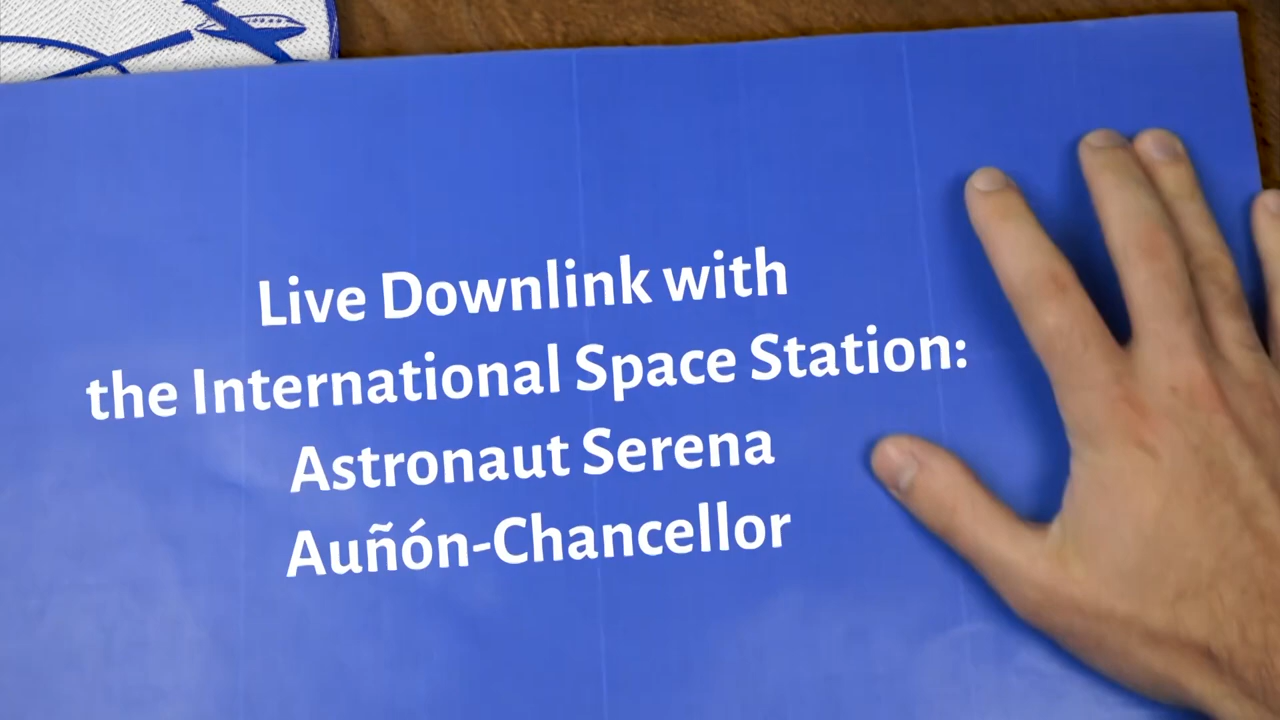 Live Downlink with
the International Space Station:
Astronaut Serena
Auñón-Chancellor